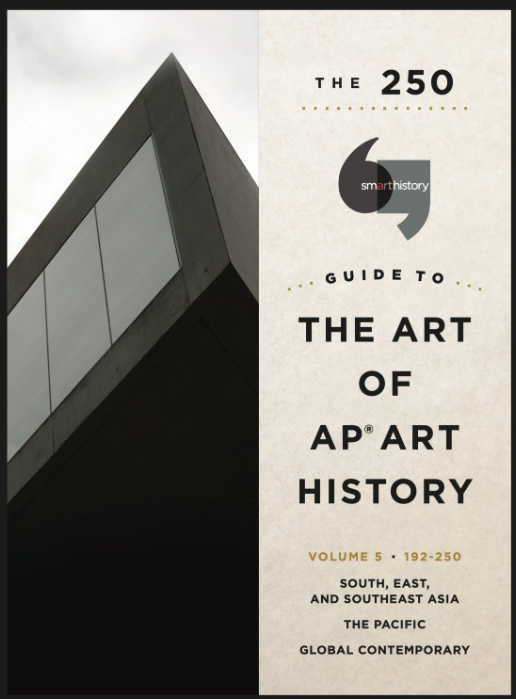 THE 250
smarthistory
GUIDE TO
THE ART
OF
AP® ART
HISTORY
VOLUME 5 • 192-250
SOUTH, EAST,
AND SOUTHEAST ASIA
THE PACIFIC
GLOBAL CONTEMPORARY